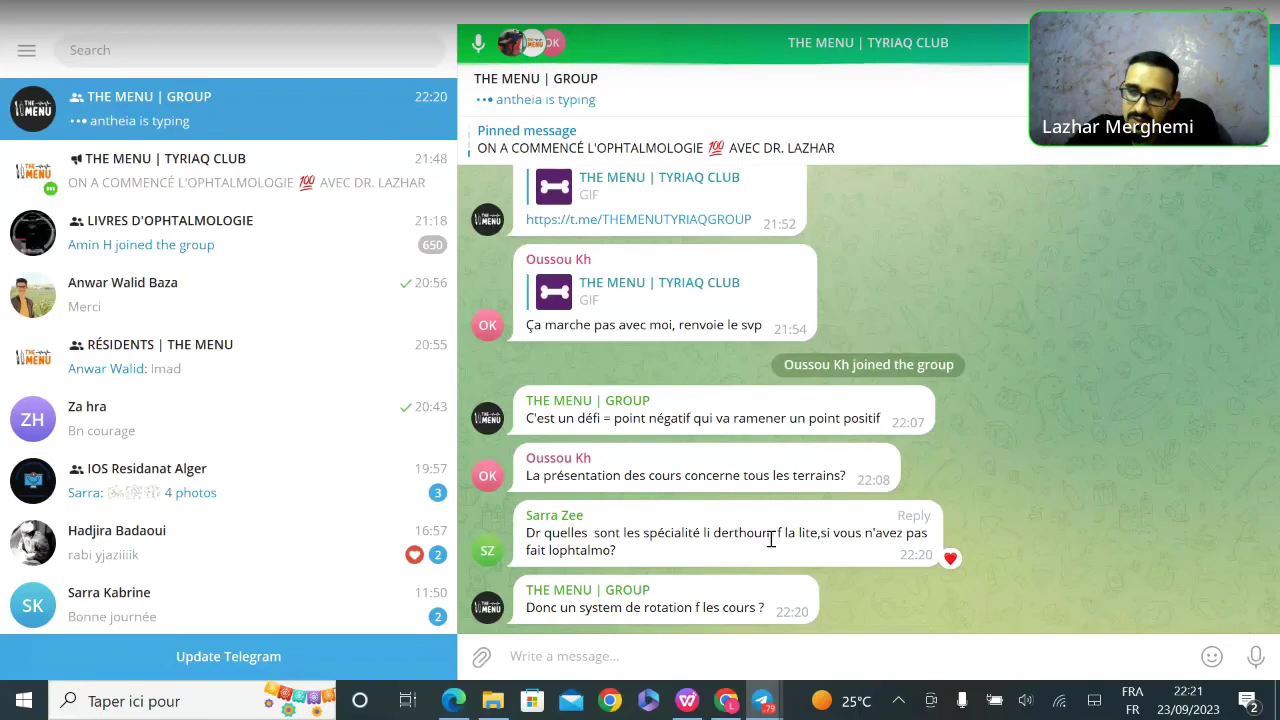 Search
THE MENU | GROUP 22:20
antheia is typing
THE MENU | TYRIAQ CLUB 21:48
ON A COMMENCÉ L'OPHTALMOLOGIE 💯 AVEC DR. LAZHAR
LIVRES D'OPHTALMOLOGIE 21:18
Amin H joined the group 650
Anwar Walid Baza 20:56
Merci
RÉSIDENTS | THE MENU 20:55
Anwar Walid: Imad
ZH
Za hra 20:43
Bn courage
IOS Residanat Alger 19:57
Sarra: 4 photos 3
Hadjira Badaoui 16:57
rabi yjaziiiik 2
SK
Sarra Kabrine 11:50
Bonne journée 2
Update Telegram
OK
THE MENU | TYRIAQ CLUB
THE MENU | GROUP
antheia is typing
Pinned message
ON A COMMENCÉ L'OPHTALMOLOGIE 💯 AVEC DR. LAZHAR
Lazhar Merghemi
THE MENU | TYRIAQ CLUB
GIF
https://t.me/THEMENUTYRIAQGROUP 21:52
Oussou Kh
THE MENU | TYRIAQ CLUB
GIF
OK
Ça marche pas avec moi, renvoie le svp 21:54
Oussou Kh joined the group
THE MENU | GROUP
C'est un défi = point négatif qui va ramener un point positif 22:07
Oussou Kh
OK
La présentation des cours concerne tous les terrains? 22:08
Sarra Zee Reply
Dr quelles sont les spécialité li derthoum f la lite,si vous n'avez pas
SZ
fait lophtalmo? 22:20
THE MENU | GROUP
Donc un system de rotation f les cours ? 22:20
Write a message...
Taper ici pour
79
25°C
FRA
FR
22:21
23/09/2023
2